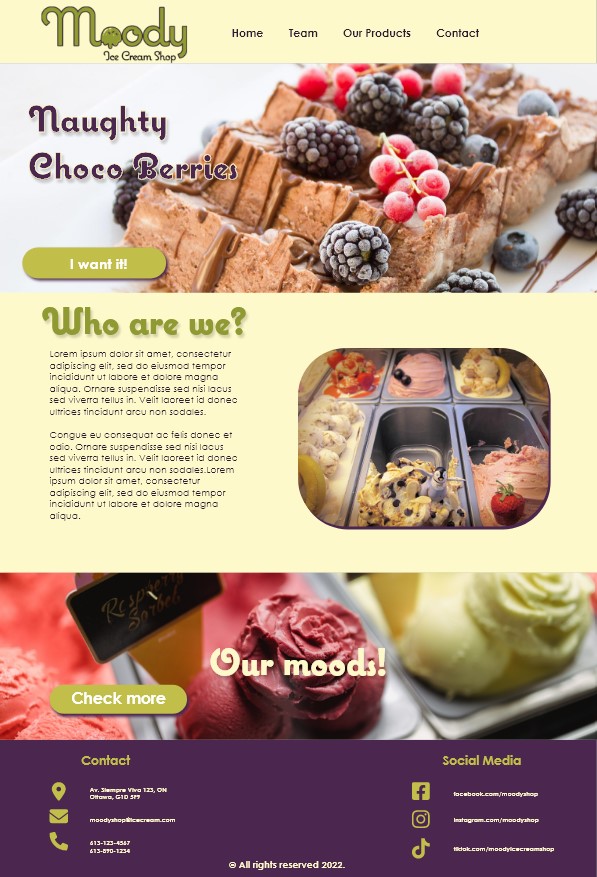 Moody
Ice Cream Shop
Home Team Our Products Contact
Naughty
Choco Berries
I want it!
Who are we?
Lorem ipsum dolor sit amet, consectetur
adipiscing elit, sed do eiusmod tempor
incididunt ut labore et dolore magna
aliqua. Ornare suspendisse sed nisi lacus
sed viverra tellus in. Velit laoreet id donec
ultrices tincidunt arcu non sodales.
Congue eu consequat ac felis donec et
odio. Ornare suspendisse sed nisi lacus
sed viverra tellus in. Velit laoreet id donec
ultrices tincidunt arcu non sodales.Lorem
ipsum dolor sit amet, consectetur
adipiscing elit, sed do eiusmod tempor
incididunt ut labore et dolore magna
aliqua.
Raspberry
Sorbet
Our moods!
Check more
Contact
Av. Siempre Viva 123, ON
Ottawa, G1D 5P9
moodyshop@icecream.com
613-123-4567
613-890-1234
Social Media
facebook.com/moodyshop
instagram.com/moodyshop
tiktok.com/moodyicecreamshop
© All rights reserved 2022.